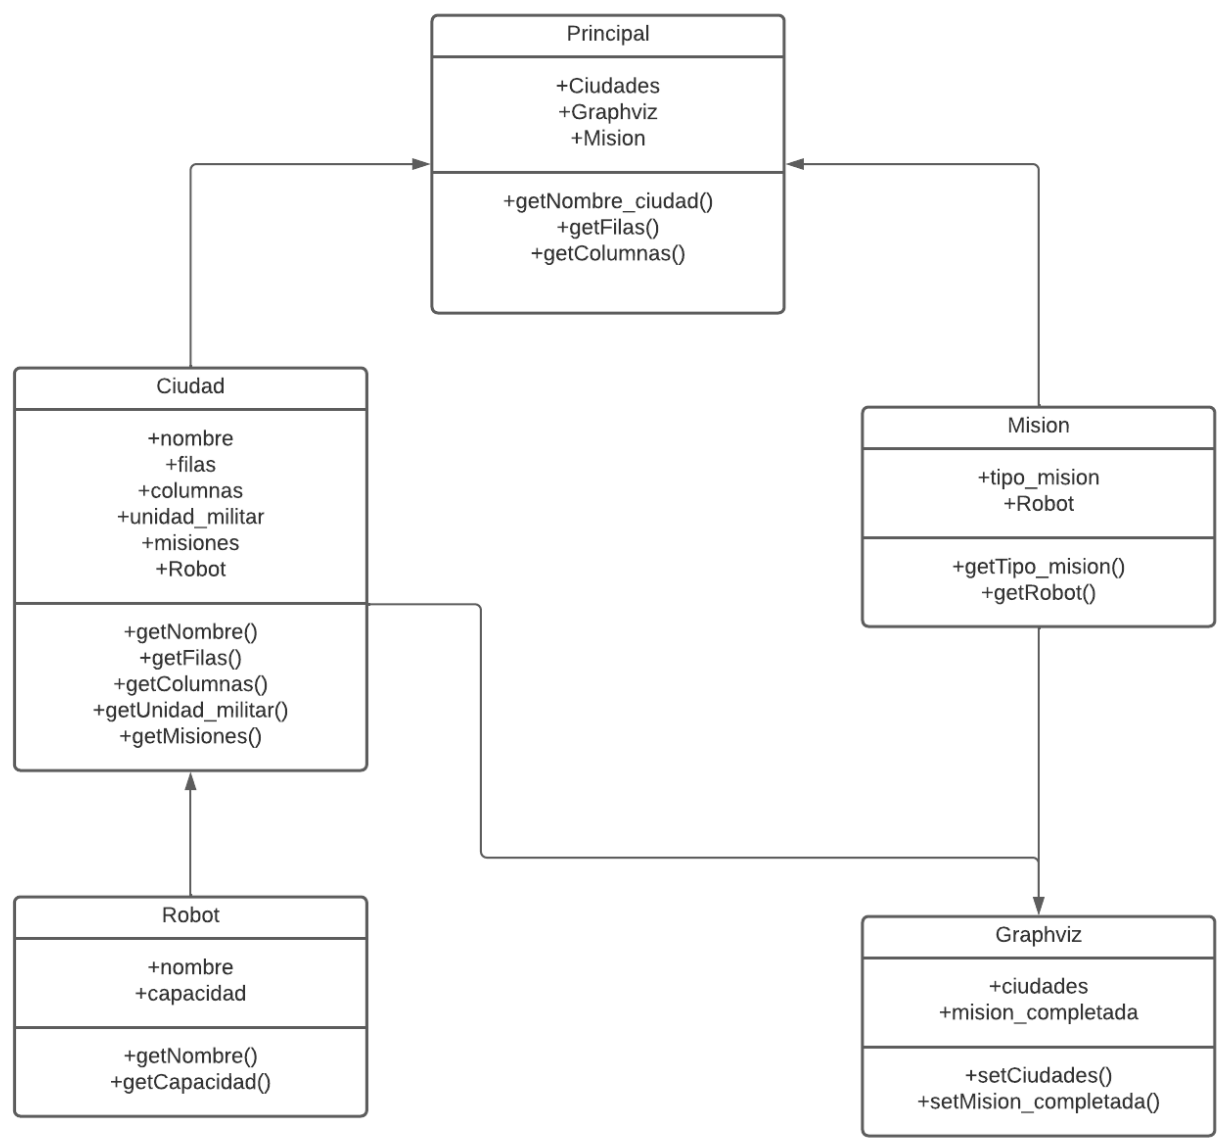 Principal
+Ciudades
+Graphviz
+Mision
+getNombre_ciudad()
+getFilas()
+getColumnas()
Ciudad
+nombre
+filas
+columnas
+unidad_militar
+misiones
+Robot
+getNombre()
+getFilas()
+getColumnas()
+getUnidad_militar()
+getMisiones()
Mision
+tipo_mision
+Robot
+getTipo_mision()
+getRobot()
Robot
+nombre
+capacidad
+getNombre()
+getCapacidad()
Graphviz
+ciudades
+mision_completada
+setCiudades()
+setMision_completada()